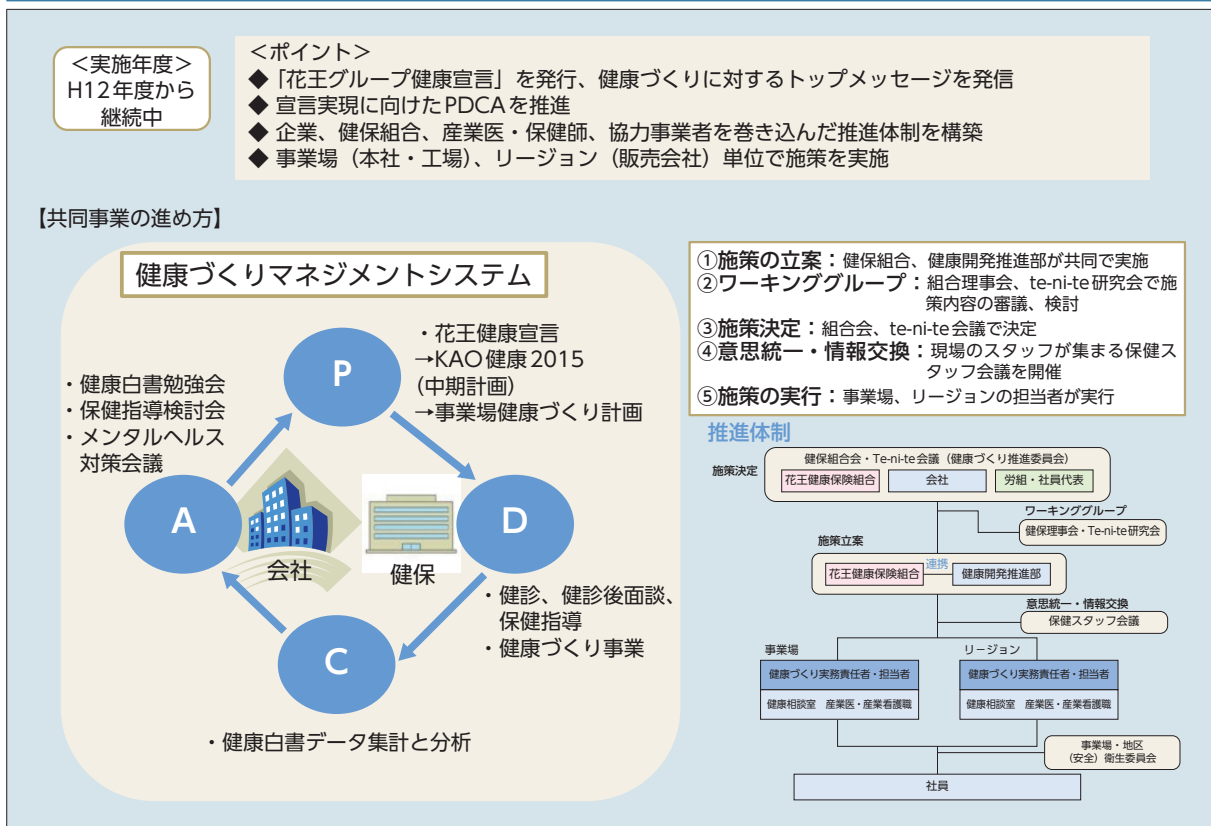 ＜実施年度＞
H12年度から
継続中
＜ポイント＞
◆「花王グループ健康宣言」を発行、健康づくりに対するトップメッセージを発信
◆ 宣言実現に向けたPDCAを推進
◆ 企業、健保組合、産業医・保健師、協力事業者を巻き込んだ推進体制を構築
◆ 事業場（本社・工場）、リージョン（販売会社）単位で施策を実施
【共同事業の進め方】
健康づくりマネジメントシステム
P
・花王健康宣言
→KAO健康2015
(中期計画)
→事業場健康づくり計画
・健康白書勉強会
・保健指導検討会
・メンタルヘルス
対策会議
A
会社
健保
D
・健診、健診後面談、
保健指導
・健康づくり事業
C
・健康白書データ集計と分析
①施策の立案：健保組合、健康開発推進部が共同で実施
②ワーキンググループ：組合理事会、te-ni-te研究会で施
策内容の審議、検討
③施策決定：組合会、te-ni-te会議で決定
④意思統一・情報交換：現場のスタッフが集まる保健ス
タッフ会議を開催
⑤施策の実行：事業場、リージョンの担当者が実行
推進体制
施策決定
健保組合会・Te-ni-te会議（健康づくり推進委員会）
花王健康保険組合
会社
労組・社員代表
ワーキンググループ
健保理事会・Te-ni-te研究会
施策立案
花王健康保険組合
連携
健康開発推進部
意思統一・情報交換
保健スタッフ会議
事業場
健康づくり実務責任者・担当者
健康相談室　産業医・産業看護職
リージョン
健康づくり実務責任者・担当者
健康相談室　産業医・産業看護職
事業場・地区
（安全）衛生委員会
社員